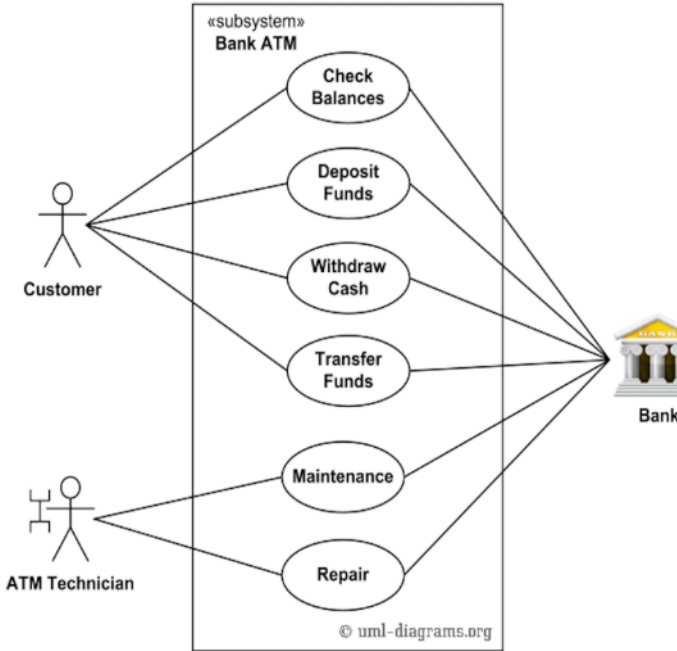 «subsystem»
Bank ATM
Check
Balances
Deposit
Funds
Customer
Withdraw
Cash
Transfer
Funds
BANK
Bank
Maintenance
ATM Technician
Repair
© uml-diagrams.org